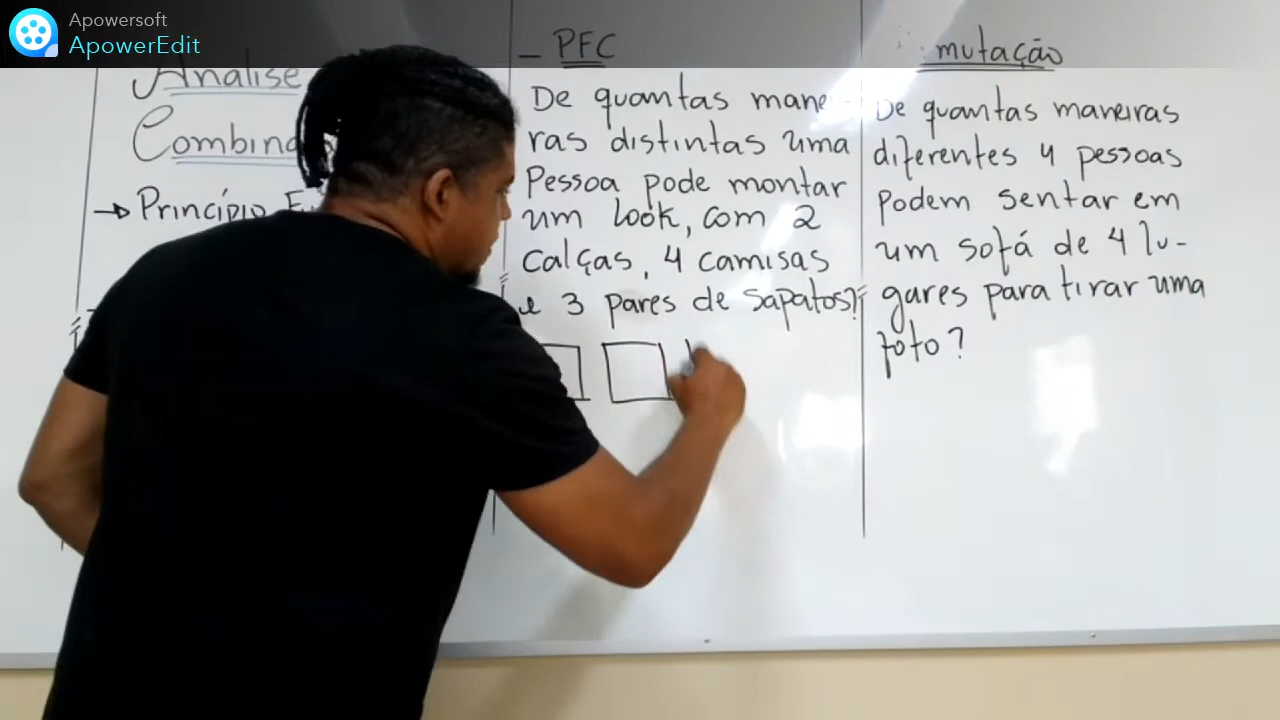 Apowersoft
ApowerEdit
Análise
→ Princípio
- PFC
De quantas manei-
ras distintas uma
Pessoa pode montar
um look, com 2
calças, 4 camisas
e 3 pares de sapatos?
mutação
De quantas maneiras
diferentes 4 pessoas
podem sentar em
um sofá de 4 lu-
gares para tirar uma
foto?